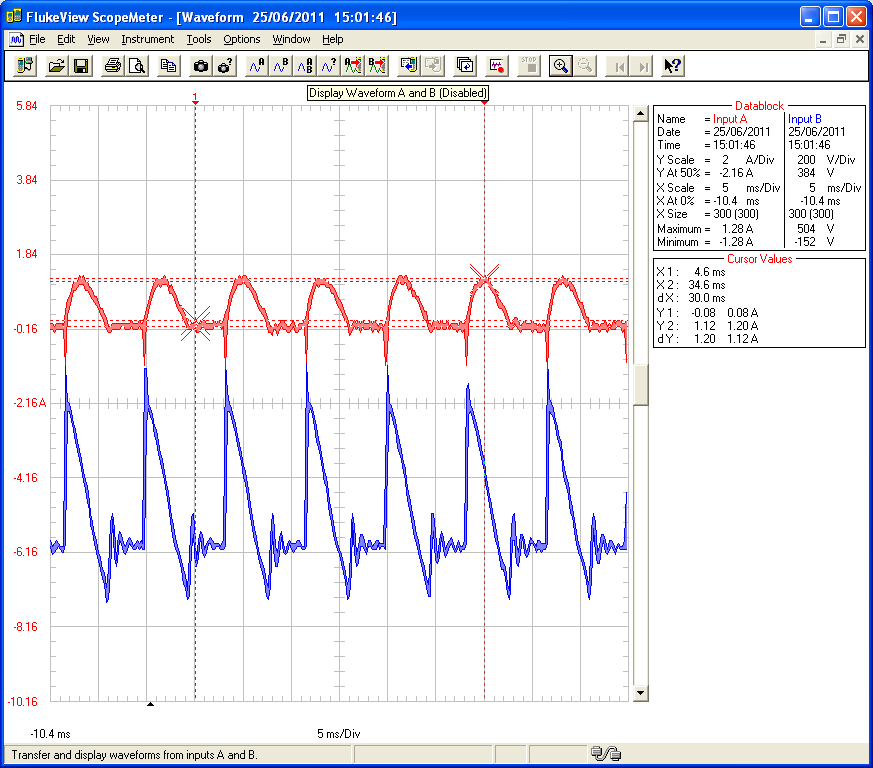 FlukeView ScopeMeter - [Waveform 25/06/2011 15:01:46]
File Edit View Instrument Tools Options Window Help
A B A B ? A B STOP ?
Display Waveform A and B (Disabled)
1
5.84
3.84
1.84
-0.16
-2.16 A
-4.16
-6.16
-8.16
-10.16
-10.4 ms 5 ms/Div
Datablock
Name = Input A Input B
Date = 25/06/2011 25/06/2011
Time = 15:01:46 15:01:46
Y Scale = 2 A/Div 200 V/Div
Y At 50% = -2.16 A 384 V
X Scale = 5 ms/Div 5 ms/Div
X At 0% = -10.4 ms -10.4 ms
X Size = 300 (300) 300 (300)
Maximum = 1.28 A 504 V
Minimum = -1.28 A -152 V
Cursor Values
X 1 : 4.6 ms
X 2 : 34.6 ms
d X : 30.0 ms
Y 1 : -0.08 0.08 A
Y 2 : 1.12 1.20 A
d Y : 1.20 1.12 A
Transfer and display waveforms from inputs A and B.